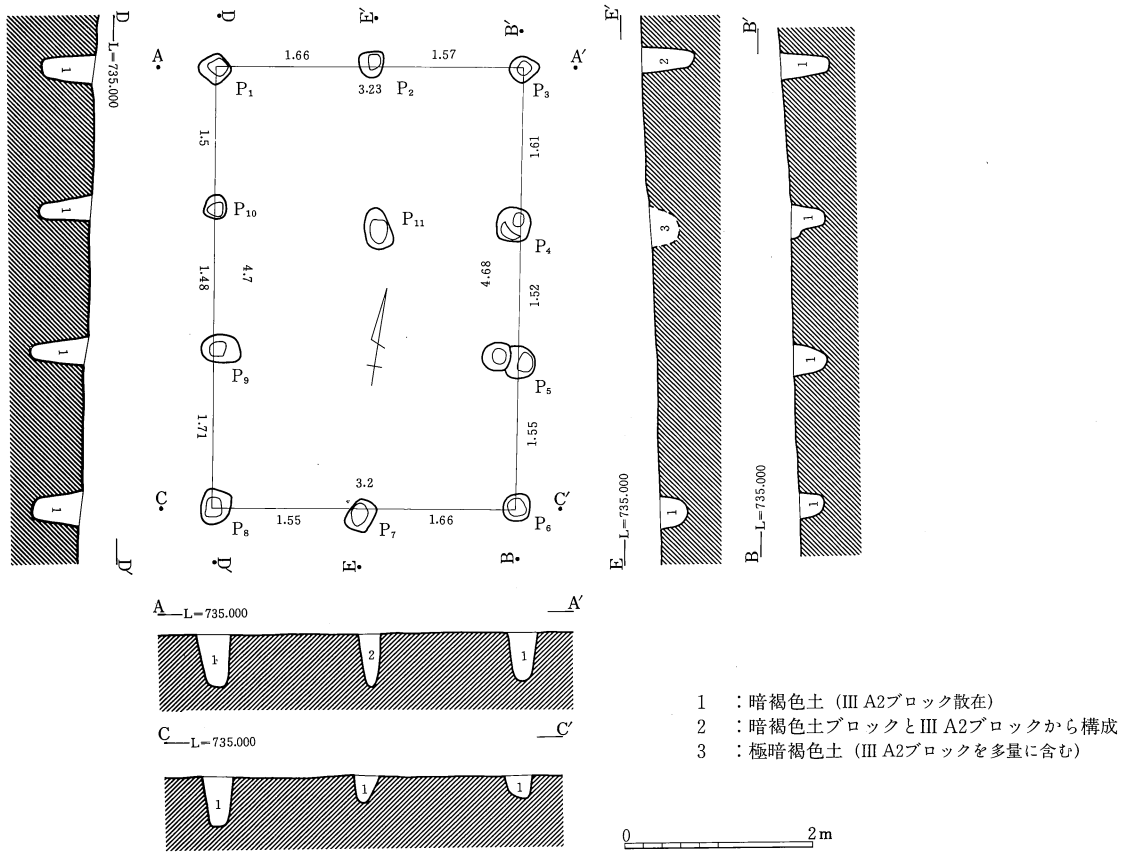 D
D
E′
B′
E′
B′
L=735.000
A
1.66
1.57
A′
P₁
3.23
P₂
P₃
1
2
1
1.5
1.61
1
P₁₀
P₁₁
P₄
3
1
1.48
4.7
4.68
1.52
1
P₉
P₅
1
1.71
1.55
C
3.2
C′
P₈
1.55
P₇
1.66
P₆
1
1
1
E
L=735.000
B
L=735.000
D′
D′
E
B
A
L=735.000
A′
1
2
1
C
L=735.000
C′
1
1
1
1 :暗褐色土 (III A2ブロック散在)
2 :暗褐色土ブロックとIII A2ブロックから構成
3 :極暗褐色土 (III A2ブロックを多量に含む)
0 2m